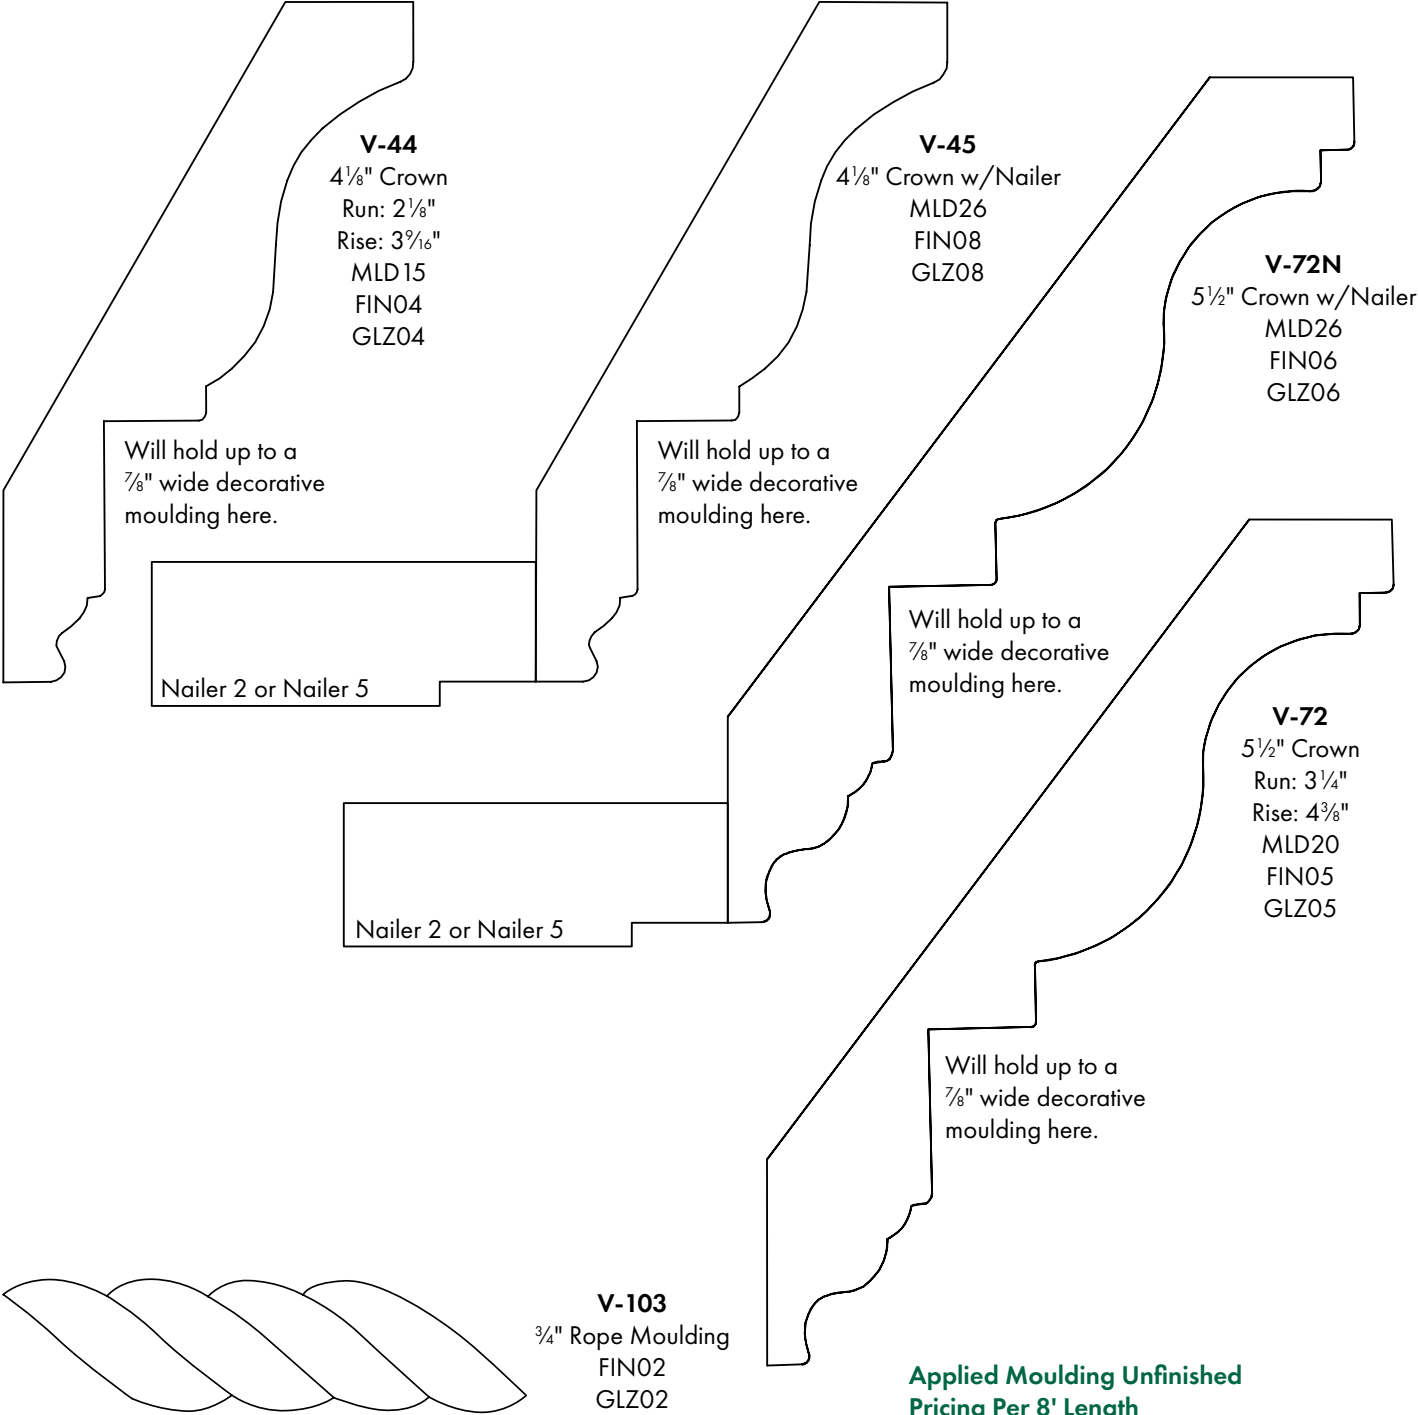 V-44
4⅛" Crown
Run: 2⅛"
Rise: 3⁹⁄₁₆"
MLD15
FIN04
GLZ04
Will hold up to a
⅞" wide decorative
moulding here.
V-45
4⅛" Crown w/Nailer
MLD26
FIN08
GLZ08
Will hold up to a
⅞" wide decorative
moulding here.
Nailer 2 or Nailer 5
V-72N
5½" Crown w/Nailer
MLD26
FIN06
GLZ06
Will hold up to a
⅞" wide decorative
moulding here.
Nailer 2 or Nailer 5
V-72
5½" Crown
Run: 3¼"
Rise: 4⅜"
MLD20
FIN05
GLZ05
Will hold up to a
⅞" wide decorative
moulding here.
V-103
¾" Rope Moulding
FIN02
GLZ02
Applied Moulding Unfinished
Pricing Per 8' Length